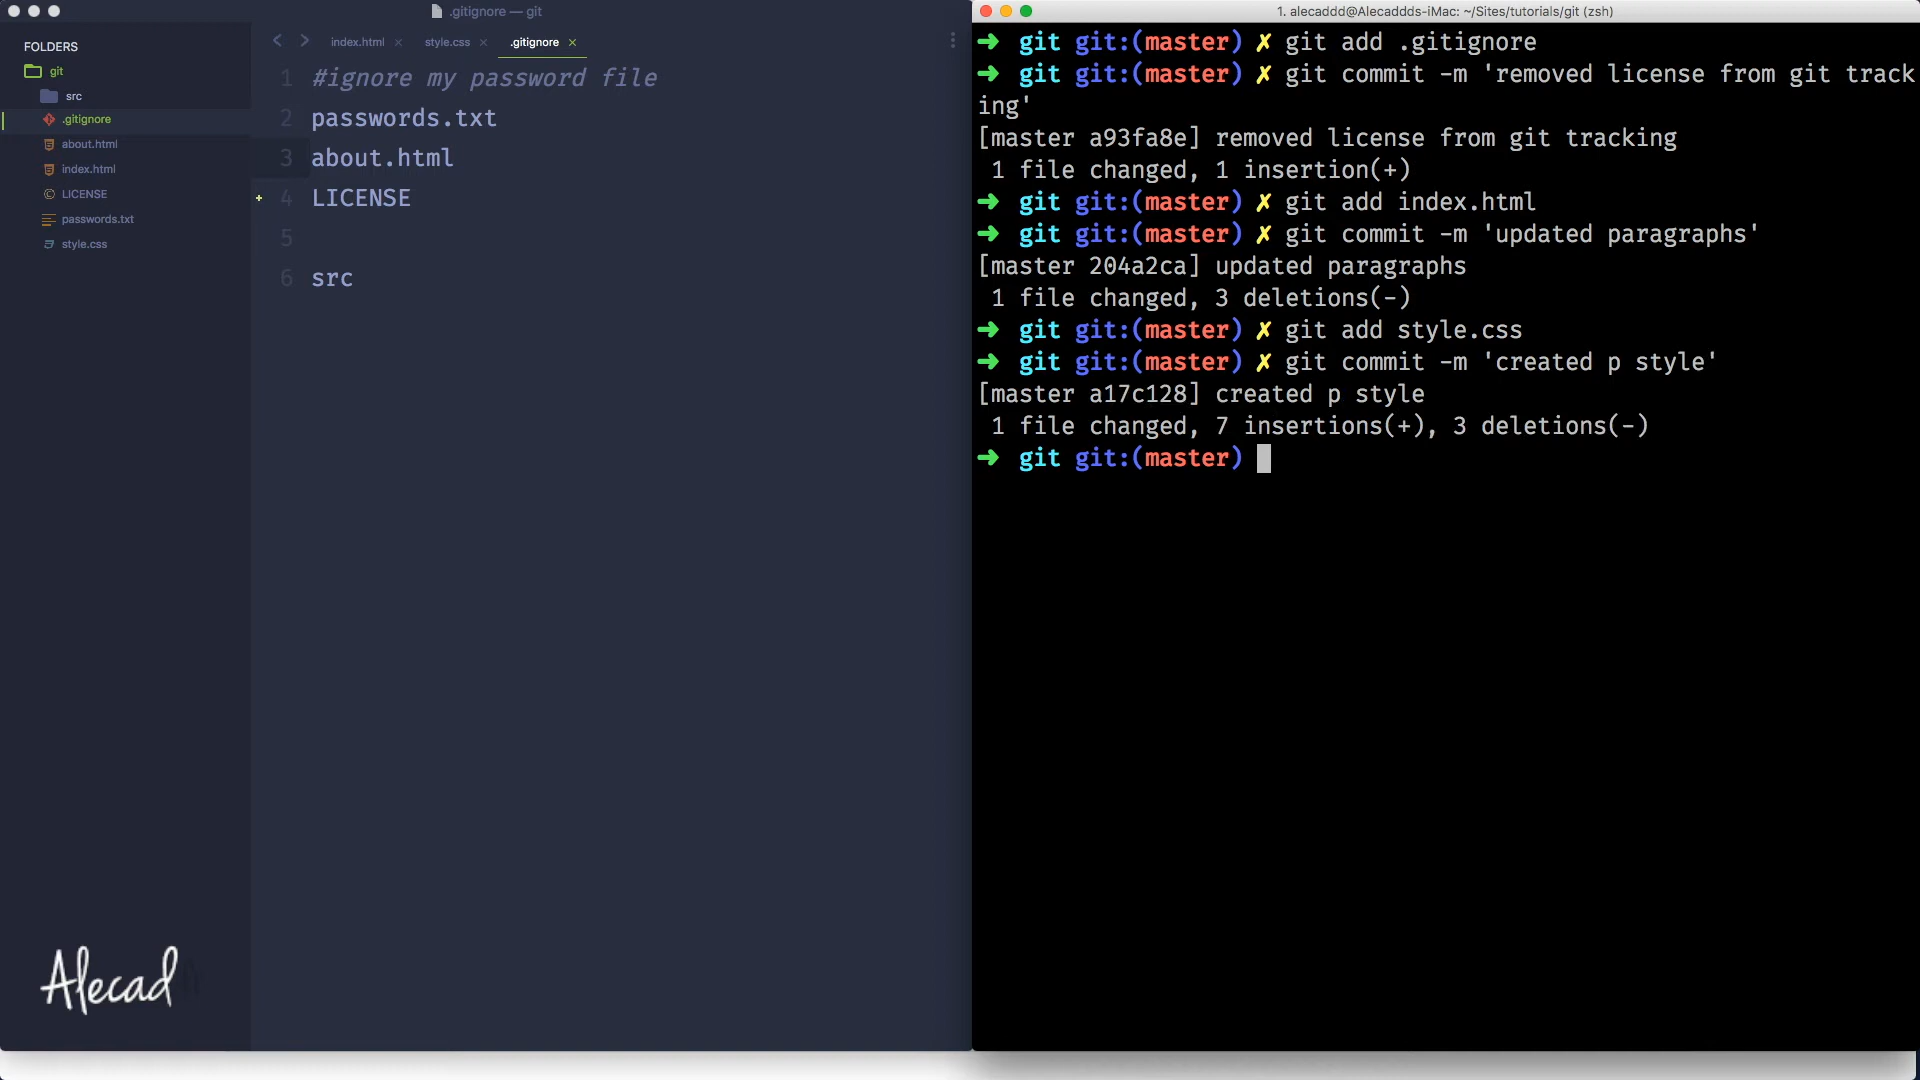 .gitignore — git
FOLDERS
git
src
.gitignore
about.html
index.html
LICENSE
passwords.txt
style.css
index.html × style.css × .gitignore ×
1 #ignore my password file
2 passwords.txt
3 about.html
4 LICENSE
5
6 src
Alecad
1. alecaddd@Alecaddds-iMac: ~/Sites/tutorials/git (zsh)
➜ git git:(master) ✗ git add .gitignore
➜ git git:(master) ✗ git commit -m 'removed license from git track
ing'
[master a93fa8e] removed license from git tracking
1 file changed, 1 insertion(+)
➜ git git:(master) ✗ git add index.html
➜ git git:(master) ✗ git commit -m 'updated paragraphs'
[master 204a2ca] updated paragraphs
1 file changed, 3 deletions(-)
➜ git git:(master) ✗ git add style.css
➜ git git:(master) ✗ git commit -m 'created p style'
[master a17c128] created p style
1 file changed, 7 insertions(+), 3 deletions(-)
➜ git git:(master)